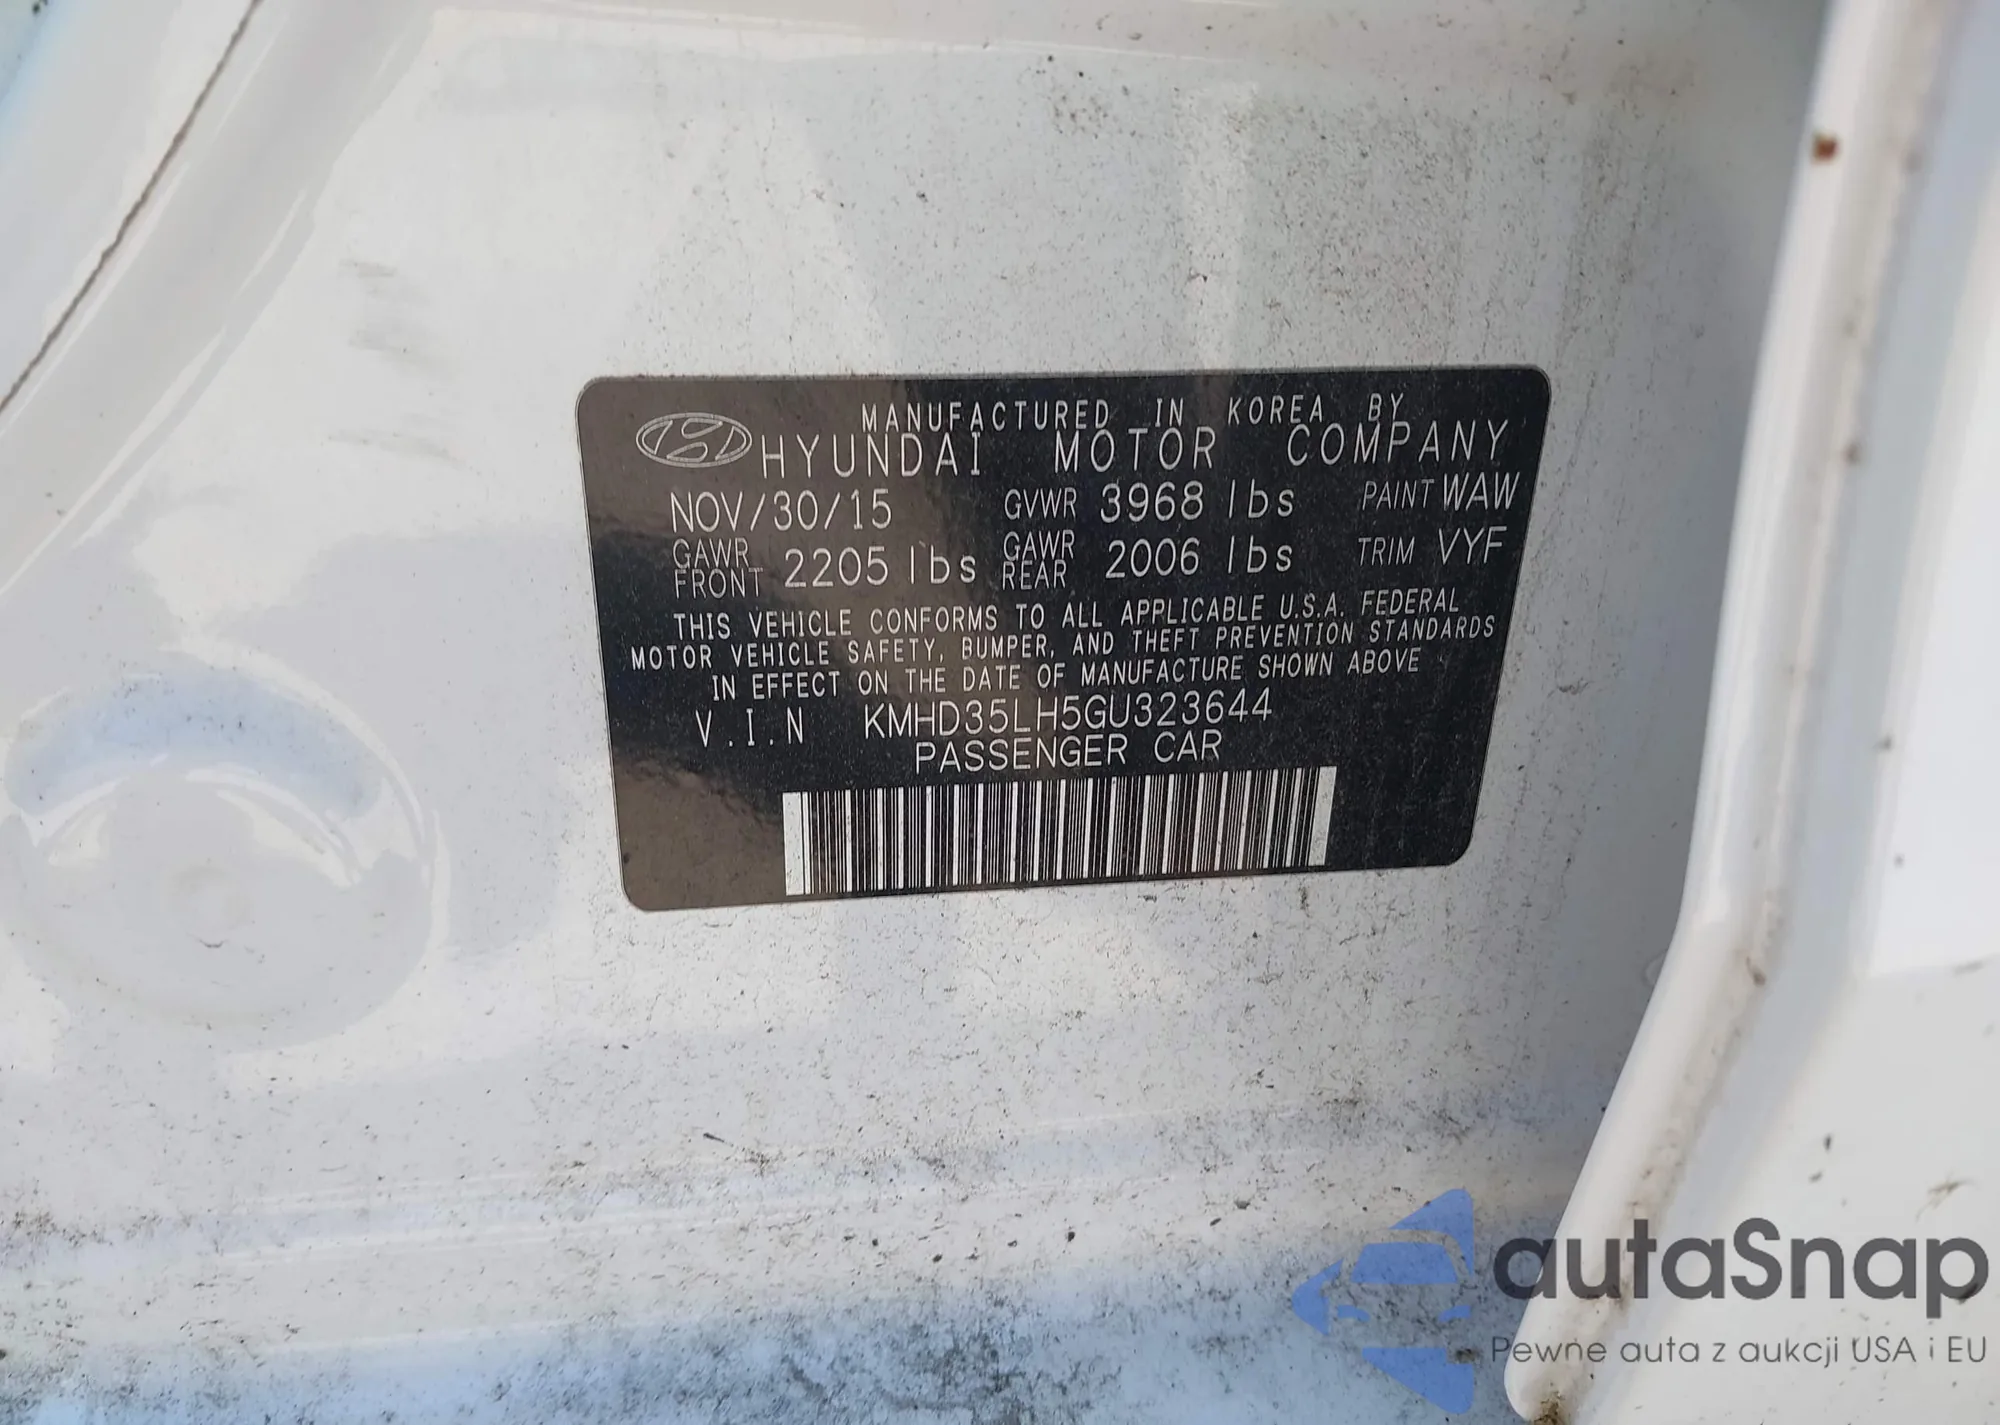 MANUFACTURED IN KOREA BY
HYUNDAI MOTOR COMPANY
NOV/30/15 GVWR 3968 lbs PAINT WAW
GAWR FRONT 2205 lbs GAWR REAR 2006 lbs TRIM VYF
THIS VEHICLE CONFORMS TO ALL APPLICABLE U.S.A. FEDERAL
MOTOR VEHICLE SAFETY, BUMPER, AND THEFT PREVENTION STANDARDS
IN EFFECT ON THE DATE OF MANUFACTURE SHOWN ABOVE
V.I.N KMHD35LH5GU323644
PASSENGER CAR
autaSnap
Pewne auta z aukcji USA i EU